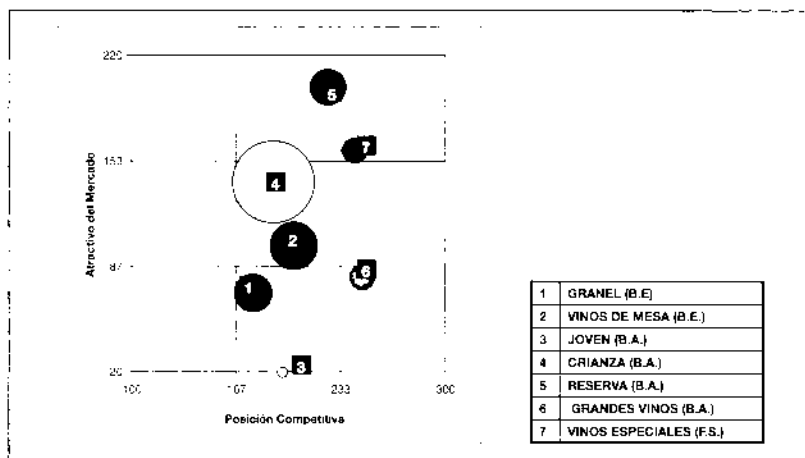 220
5
7
153
4
2
87
6
1
3
20
100
167
233
300
Atractivo del Mercado
Posición Competitiva
1 GRANEL (B.E)
2 VINOS DE MESA (B.E.)
3 JOVEN (B.A.)
4 CRIANZA (B.A.)
5 RESERVA (B.A.)
6 GRANDES VINOS (B.A.)
7 VINOS ESPECIALES (F.S.)